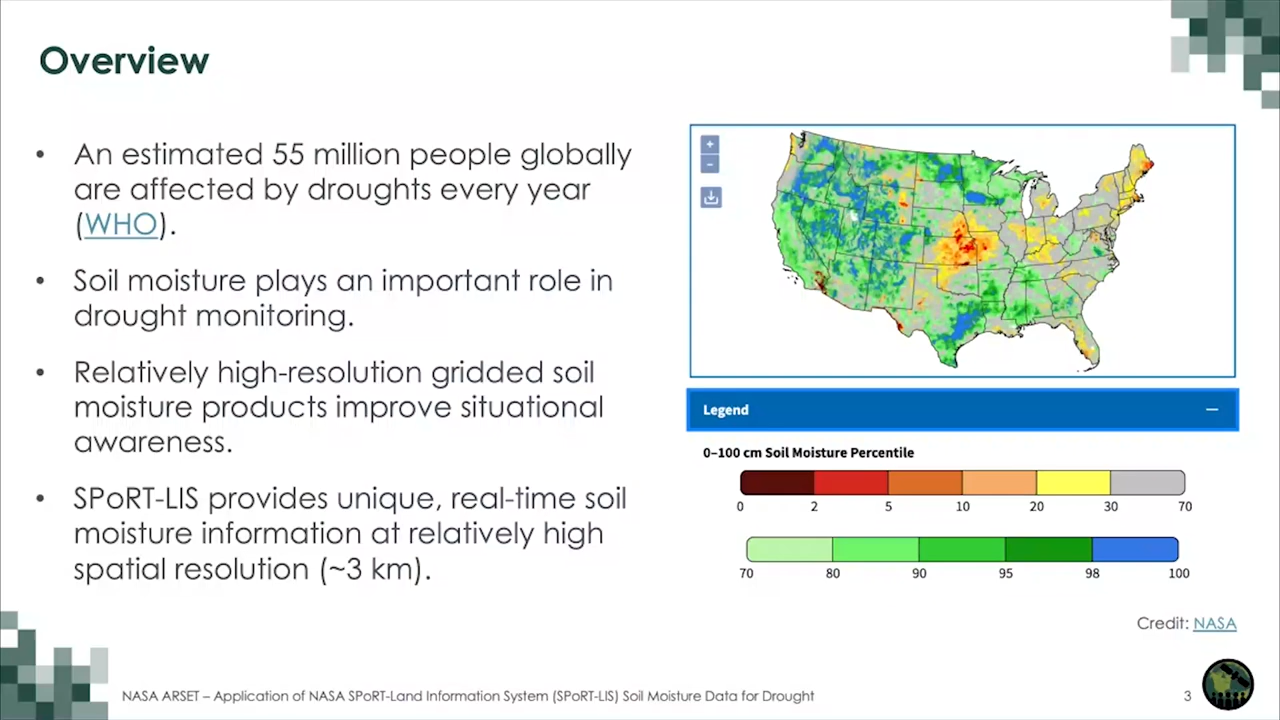 Overview
• An estimated 55 million people globally
are affected by droughts every year
(WHO).
• Soil moisture plays an important role in
drought monitoring.
• Relatively high-resolution gridded soil
moisture products improve situational
awareness.
• SPoRT-LIS provides unique, real-time soil
moisture information at relatively high
spatial resolution (~3 km).
+
−
Legend −
0–100 cm Soil Moisture Percentile
0 2 5 10 20 30 70
70 80 90 95 98 100
Credit: NASA
NASA ARSET – Application of NASA SPoRT-Land Information System (SPoRT-LIS) Soil Moisture Data for Drought
3